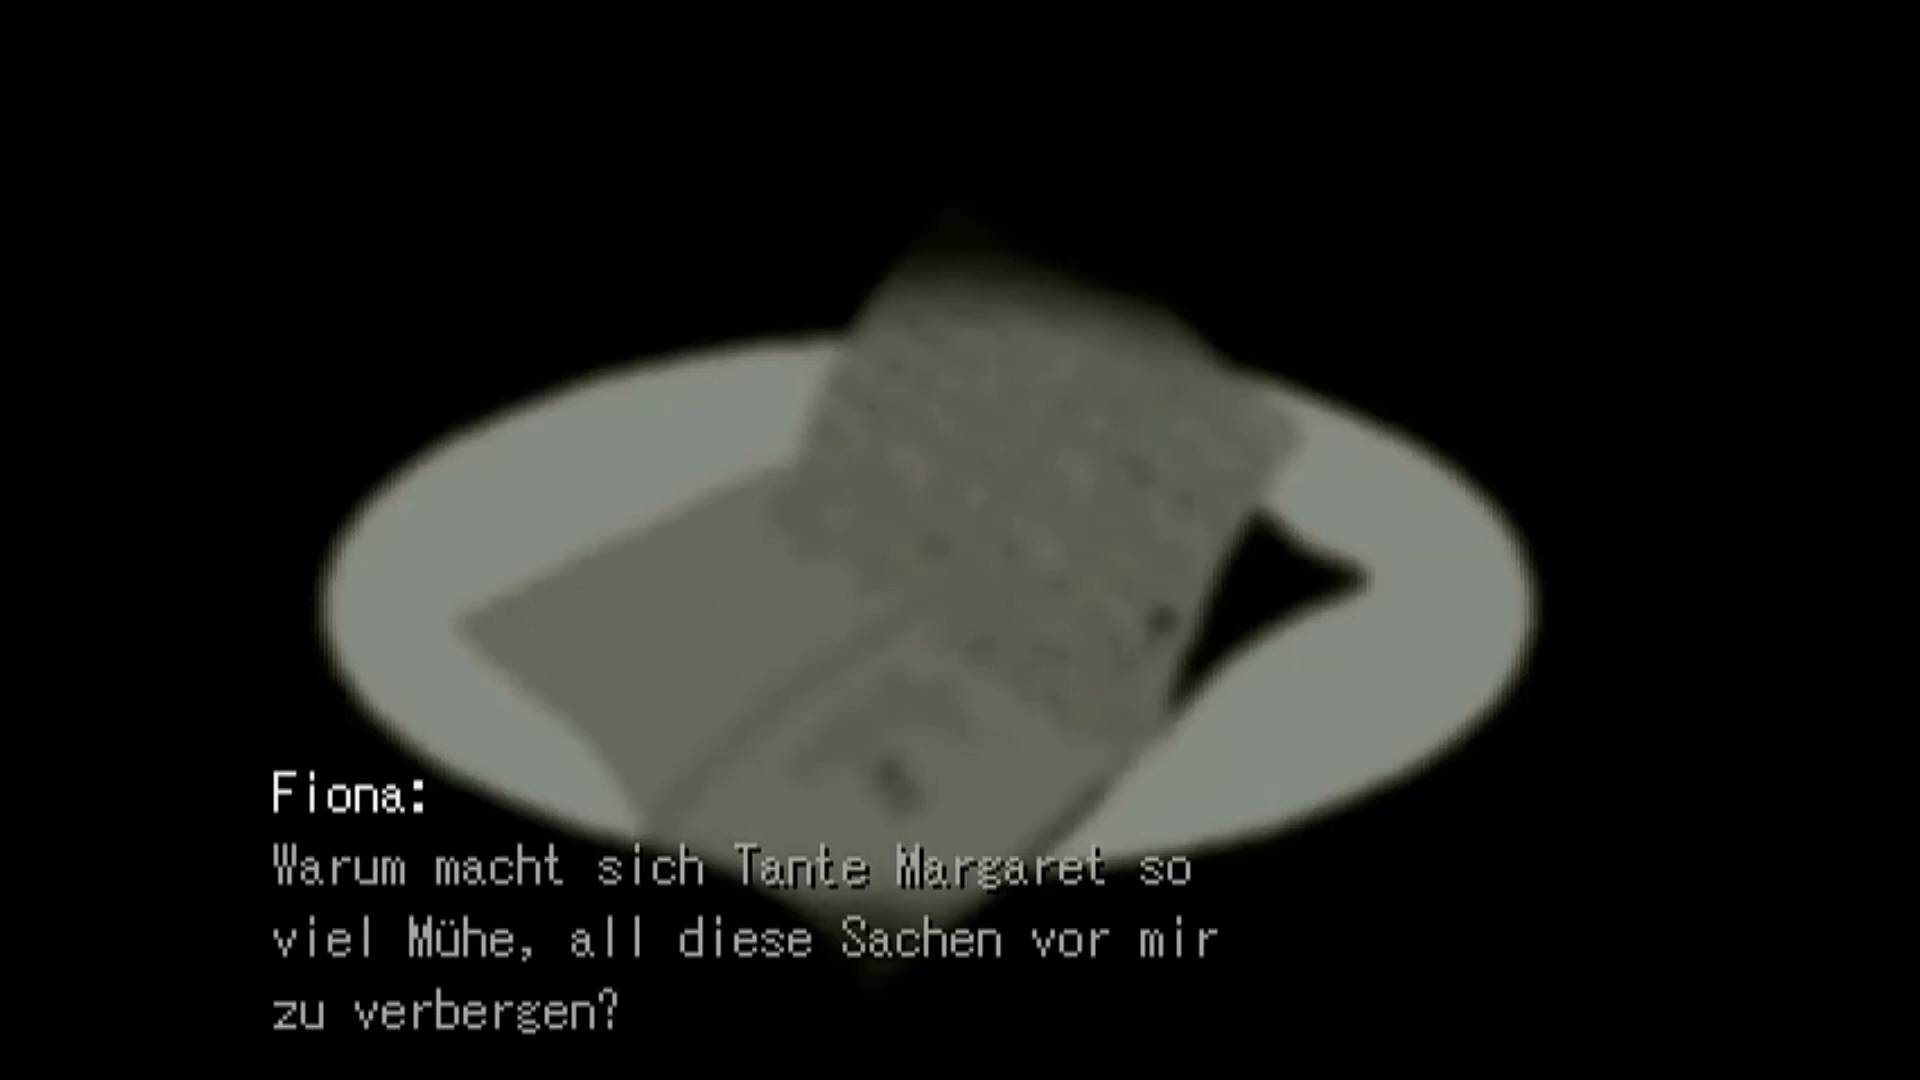 Fiona:
Warum macht sich Tante Margaret so
viel Mühe, all diese Sachen vor mir
zu verbergen?